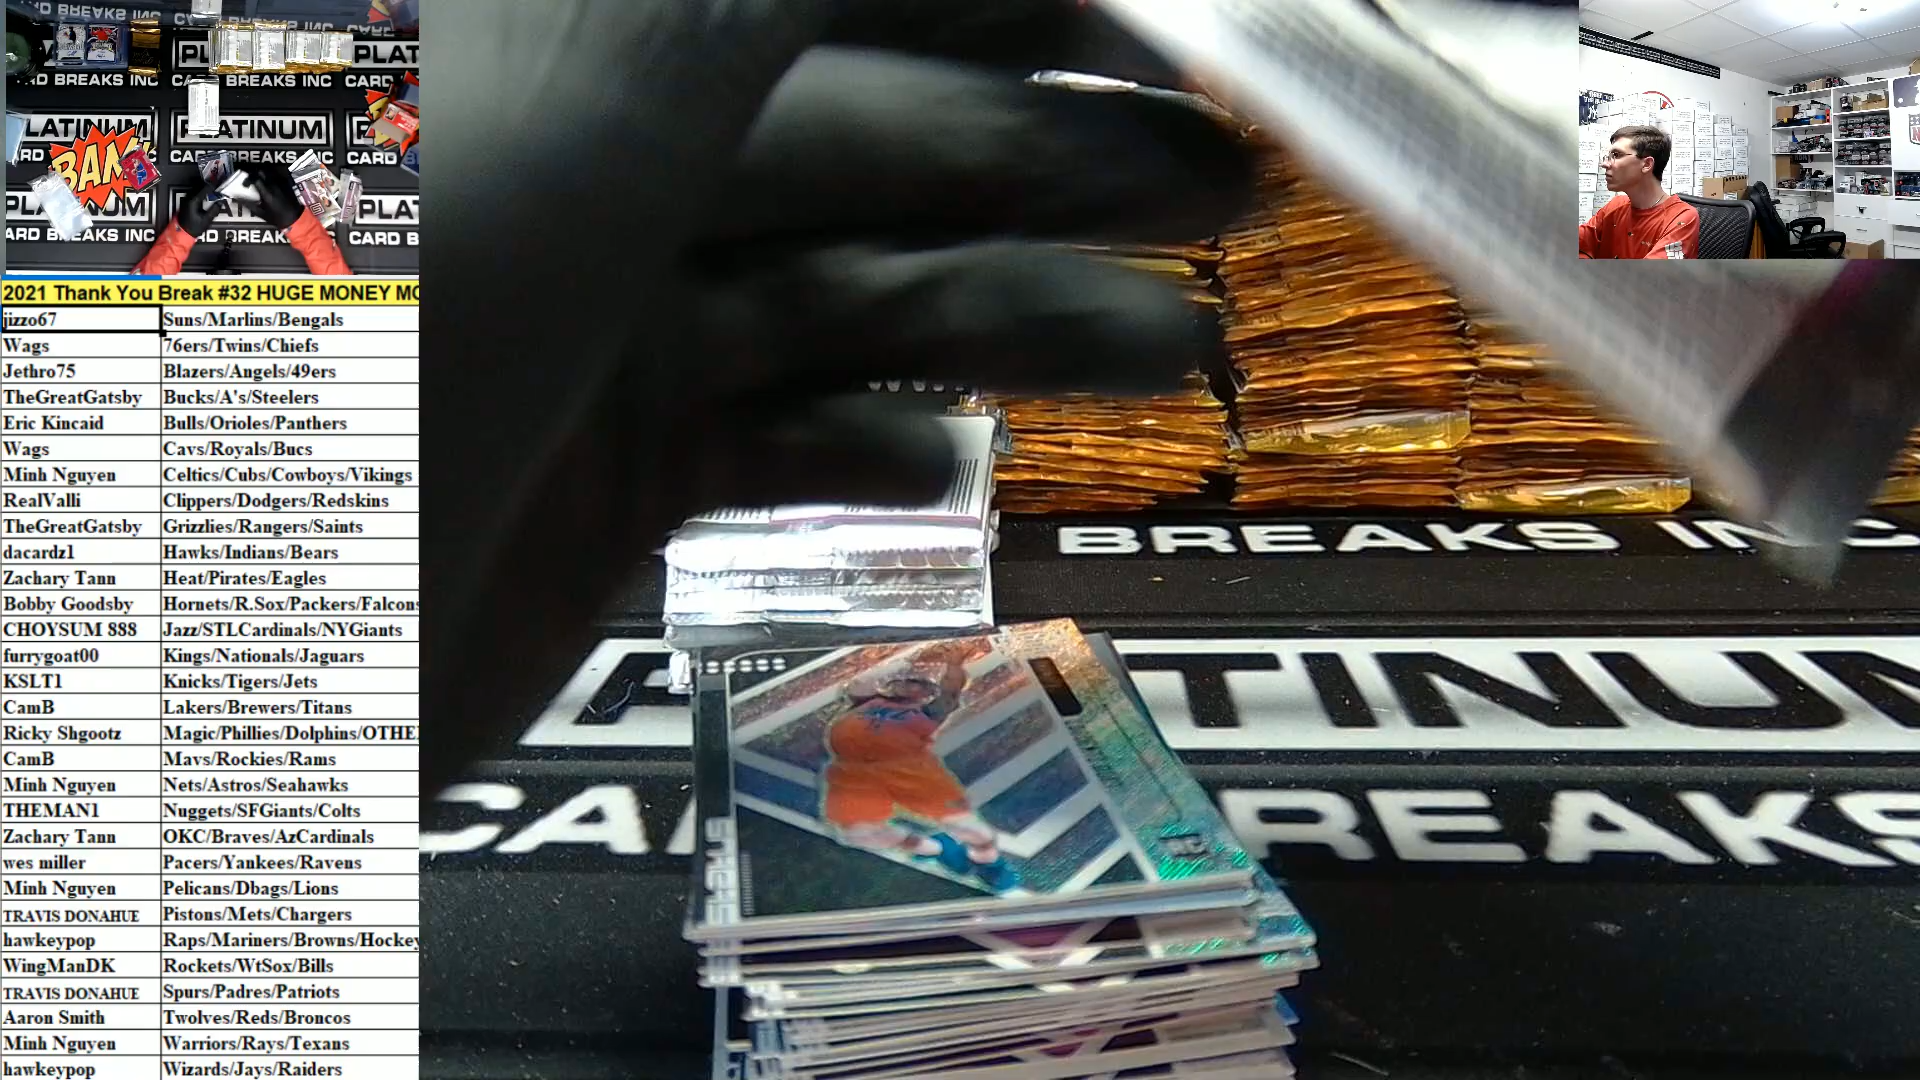 PLATINUM
CARD BREAKS INC
BAM!
2021 Thank You Break #32 HUGE MONEY MO
jizzo67 Suns/Marlins/Bengals
Wags 76ers/Twins/Chiefs
Jethro75 Blazers/Angels/49ers
TheGreatGatsby Bucks/A's/Steelers
Eric Kincaid Bulls/Orioles/Panthers
Wags Cavs/Royals/Bucs
Minh Nguyen Celtics/Cubs/Cowboys/Vikings
RealValli Clippers/Dodgers/Redskins
TheGreatGatsby Grizzlies/Rangers/Saints
dacardz1 Hawks/Indians/Bears
Zachary Tann Heat/Pirates/Eagles
Bobby Goodsby Hornets/R.Sox/Packers/Falcons
CHOYSUM 888 Jazz/STLCardinals/NYGiants
furrygoat00 Kings/Nationals/Jaguars
KSLT1 Knicks/Tigers/Jets
CamB Lakers/Brewers/Titans
Ricky Shgootz Magic/Phillies/Dolphins/OTHE
CamB Mavs/Rockies/Rams
Minh Nguyen Nets/Astros/Seahawks
THEMAN1 Nuggets/SFGiants/Colts
Zachary Tann OKC/Braves/AzCardinals
wes miller Pacers/Yankees/Ravens
Minh Nguyen Pelicans/Dbags/Lions
TRAVIS DONAHUE Pistons/Mets/Chargers
hawkeypop Raps/Mariners/Browns/Hockey
WingManDK Rockets/WtSox/Bills
TRAVIS DONAHUE Spurs/Padres/Patriots
Aaron Smith Twolves/Reds/Broncos
Minh Nguyen Warriors/Rays/Texans
hawkeypop Wizards/Jays/Raiders
BREAKS INC
PLATINUM
CARD BREAKS
RC